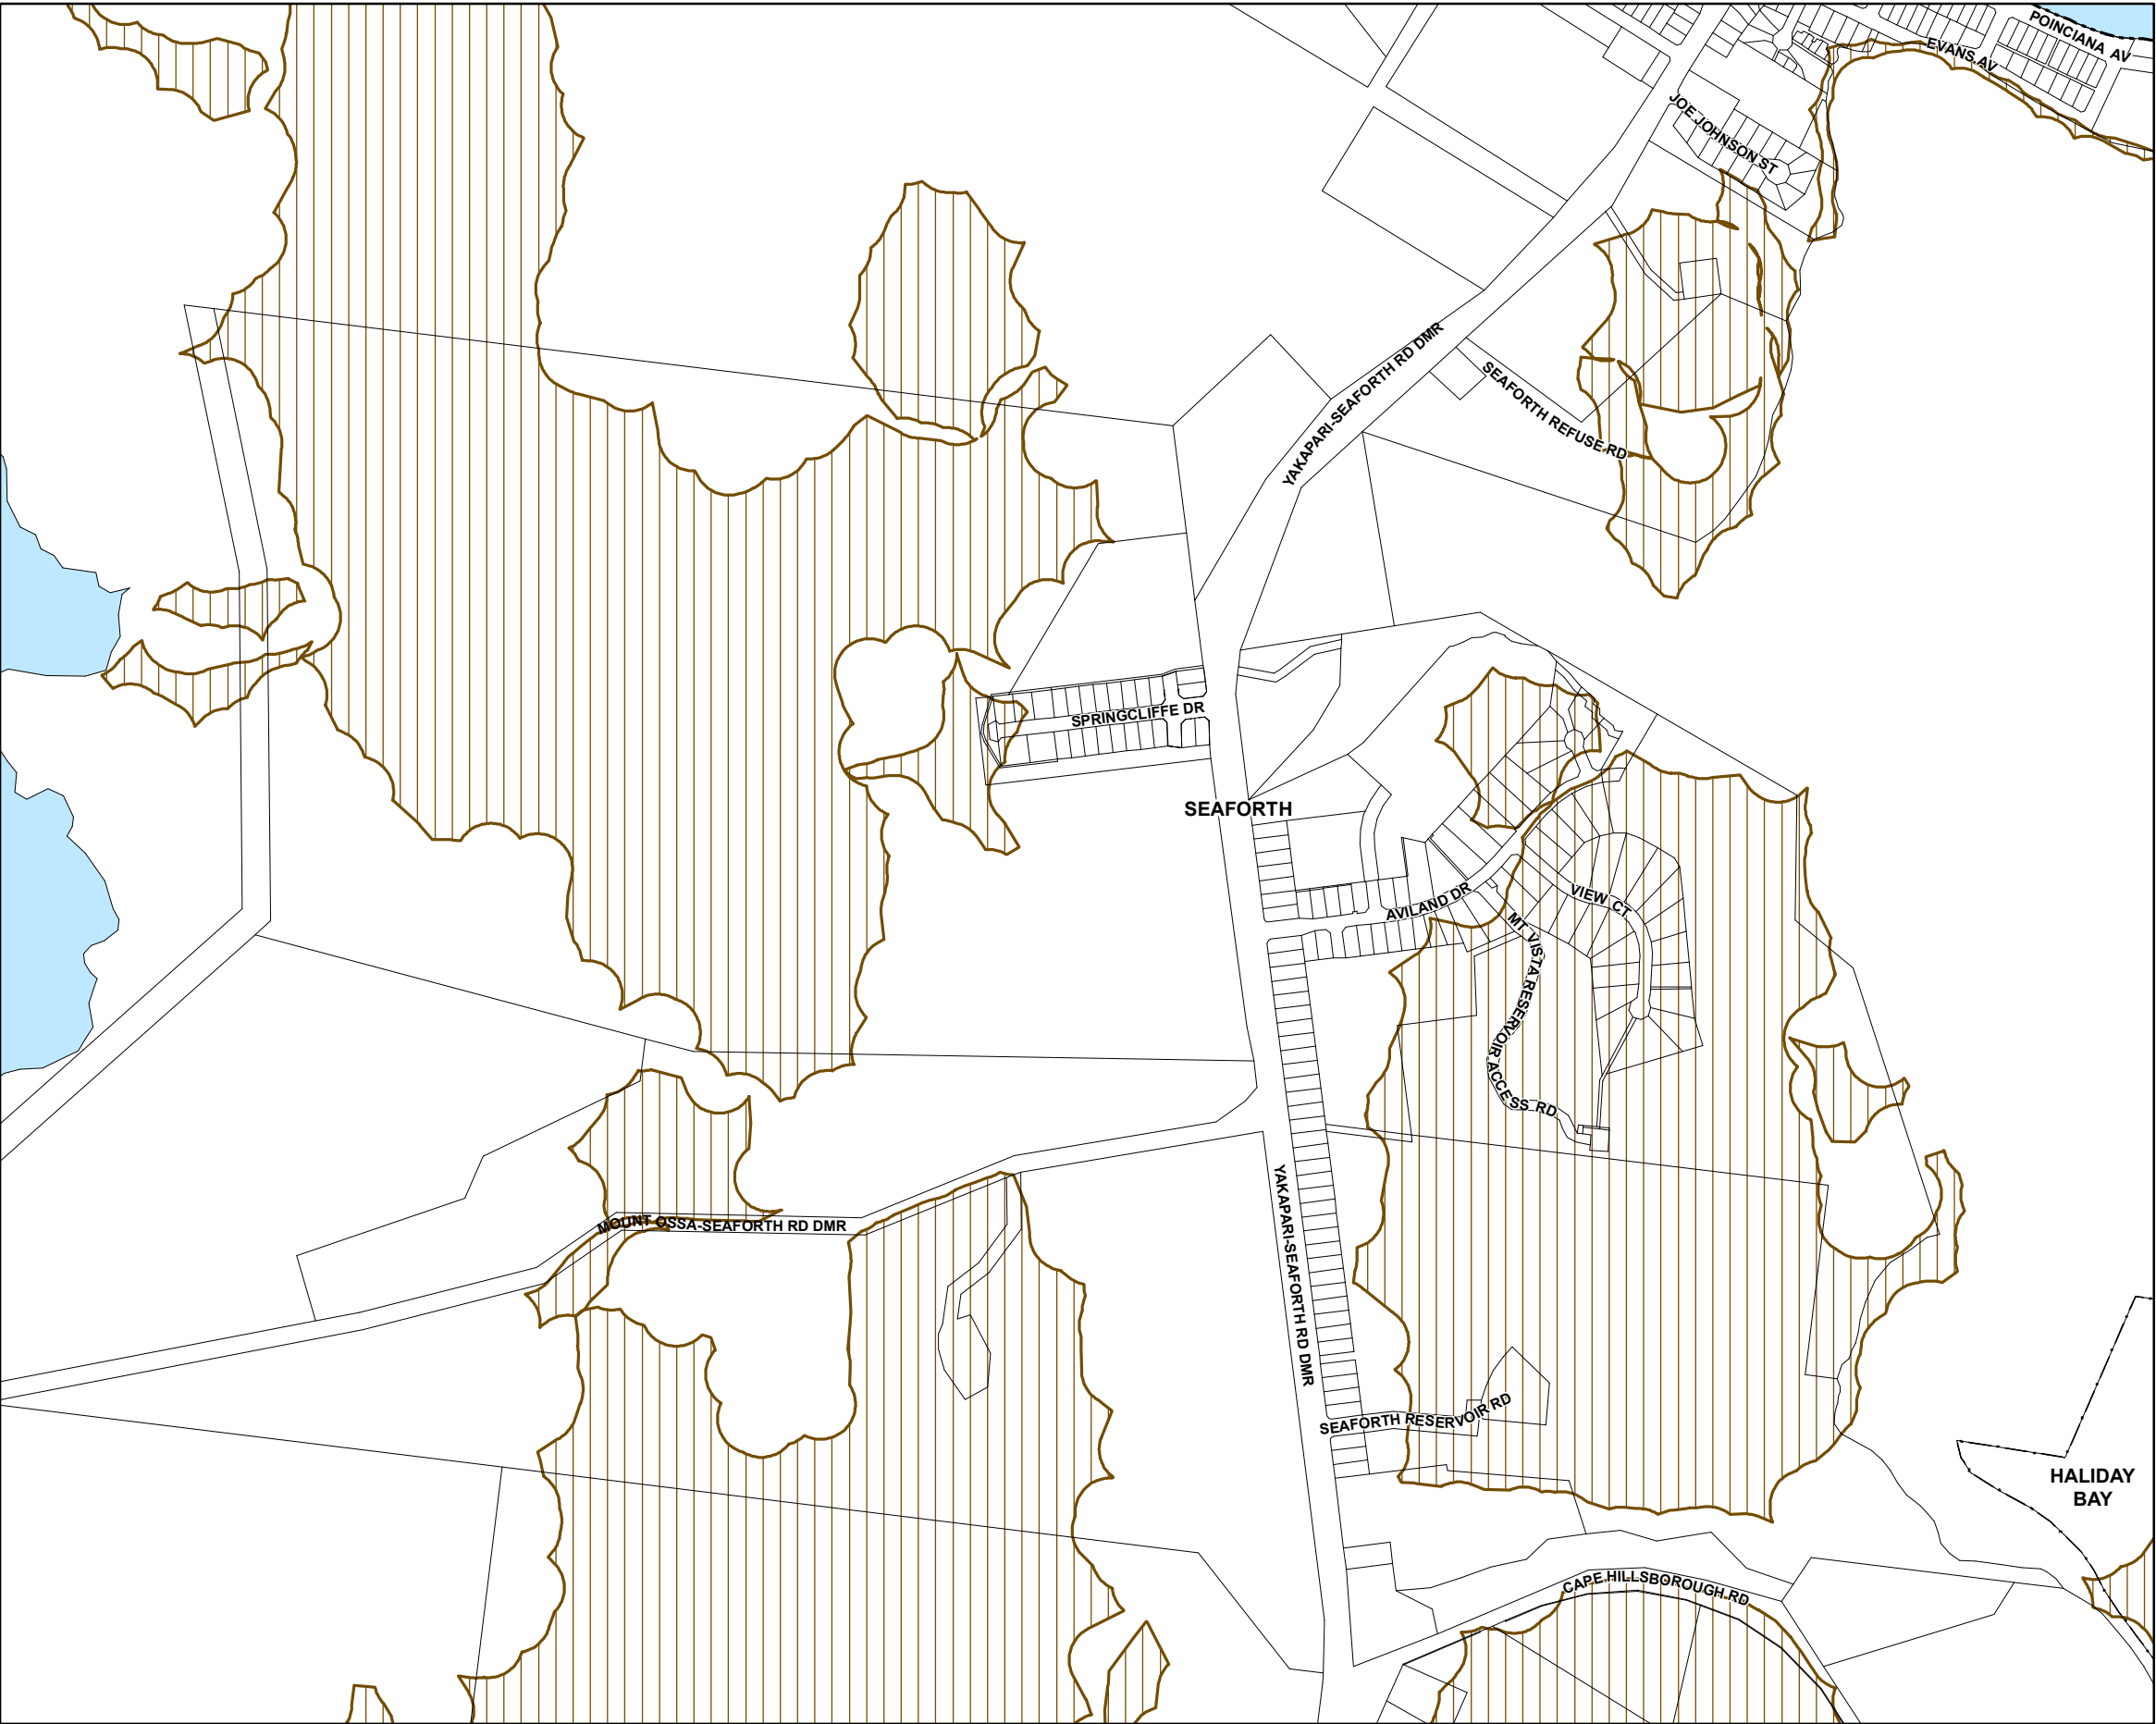 POINCIANA AV
EVANS AV
JOE JOHNSON ST
YAKAPARI-SEAFORTH RD DMR
SEAFORTH REFUSE RD
SPRINGCLIFFE DR
SEAFORTH
AVILAND DR
VIEW CT
MT VISTA RESERVOIR ACCESS RD
MOUNT OSSA-SEAFORTH RD DMR
YAKAPARI-SEAFORTH RD DMR
SEAFORTH RESERVOIR RD
HALIDAY
BAY
CAPE HILLSBOROUGH RD